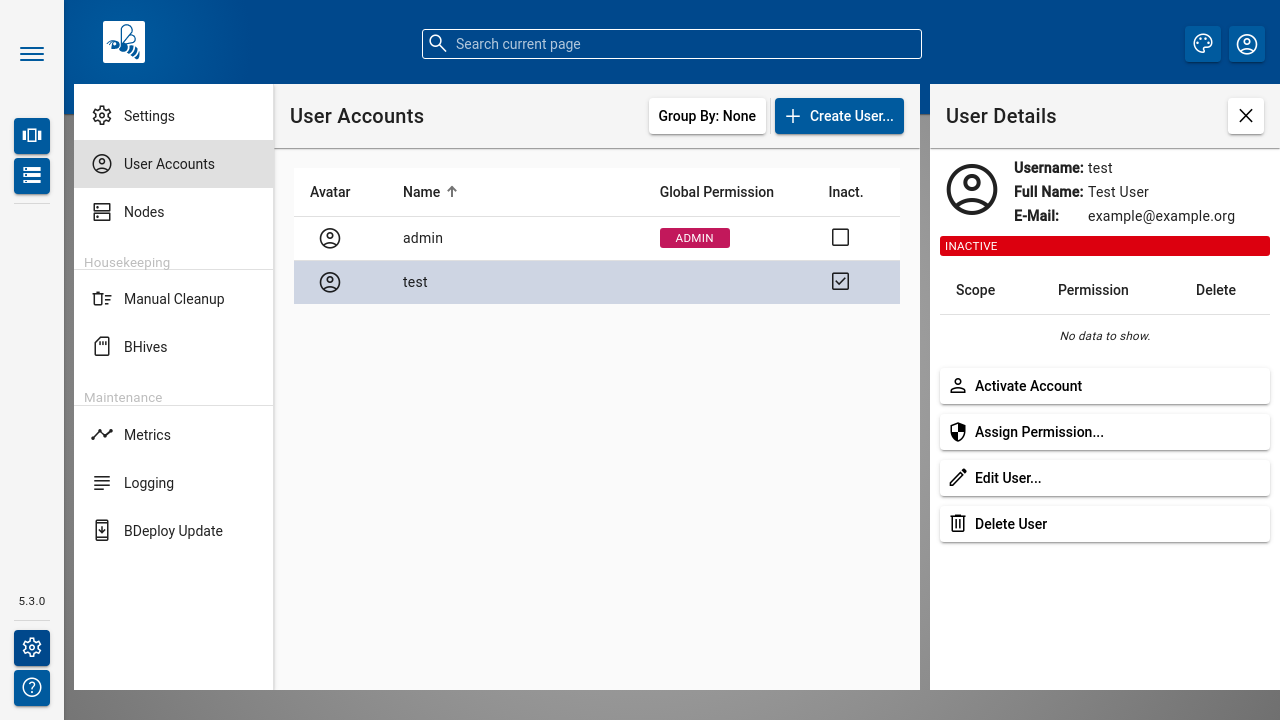 Search current page
Settings
User Accounts
Nodes
Housekeeping
Manual Cleanup
BHives
Maintenance
Metrics
Logging
BDeploy Update
5.3.0
User Accounts
Group By: None
Create User...
Avatar Name Global Permission Inact.
admin ADMIN
test
User Details
Username: test
Full Name: Test User
E-Mail: example@example.org
INACTIVE
Scope Permission Delete
No data to show.
Activate Account
Assign Permission...
Edit User...
Delete User